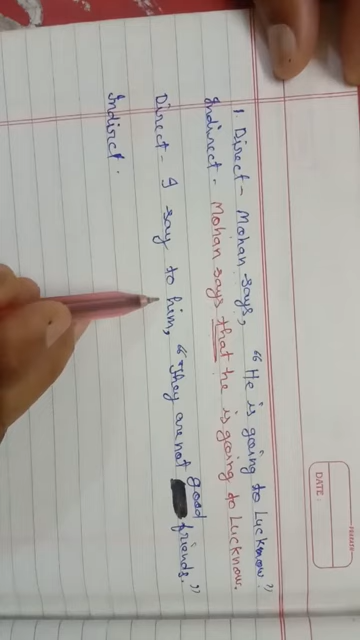 DATE:
1. Direct - Mohan says, "He is going to Lucknow."
Indirect - Mohan says that he is going to Lucknow.
Direct - I say to him, "They are not good
friends."
Indirect.